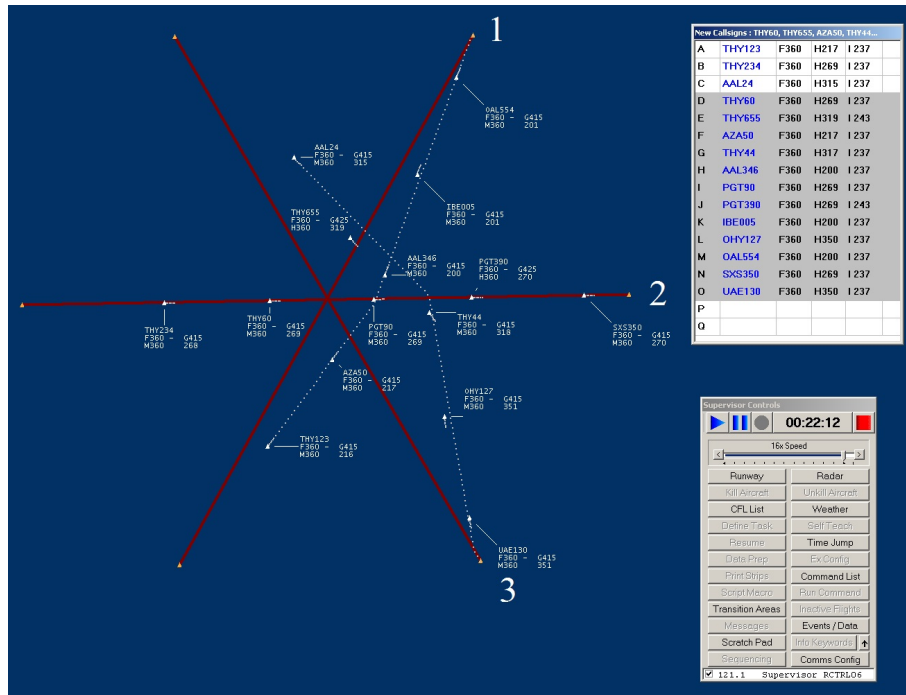 1
OAL554
F360 - G415
M360 201
AAL24
F360 - G415
M360 315
IBE005
F360 - G415
M360 201
THY655
F360 - G425
H360 319
AAL346
F360 - G415
M360 200
PGT390
F360 - G425
H360 270
2
THY234
F360 - G415
M360 268
THY60
F360 - G415
M360 269
PGT90
F360 - G415
M360 269
THY44
F360 - G415
M360 318
SXS350
F360 - G415
M360 270
AZA50
F360 - G415
M360 217
OHY127
F360 - G415
M360 351
THY123
F360 - G415
M360 216
UAE130
F360 - G415
M360 351
3
New Callsigns : THY60, THY655, AZA50, THY44...
A THY123 F360 H217 I 237
B THY234 F360 H269 I 237
C AAL24 F360 H315 I 237
D THY60 F360 H269 I 237
E THY655 F360 H319 I 243
F AZA50 F360 H217 I 237
G THY44 F360 H317 I 237
H AAL346 F360 H200 I 237
I PGT90 F360 H269 I 237
J PGT390 F360 H269 I 243
K IBE005 F360 H200 I 237
L OHY127 F360 H350 I 237
M OAL554 F360 H200 I 237
N SXS350 F360 H269 I 237
O UAE130 F360 H350 I 237
P
Q
Supervisor Controls
00:22:12
16x Speed
Runway Radar
Kill Aircraft Unkill Aircraft
CFL List Weather
Define Task Self Teach
Resume Time Jump
Data Prep Ex Config
Print Strips Command List
Script Macro Run Command
Transition Areas Inactive Flights
Messages Events / Data
Scratch Pad Info Keywords
Sequencing Comms Config
121.1 Supervisor RCTRL06